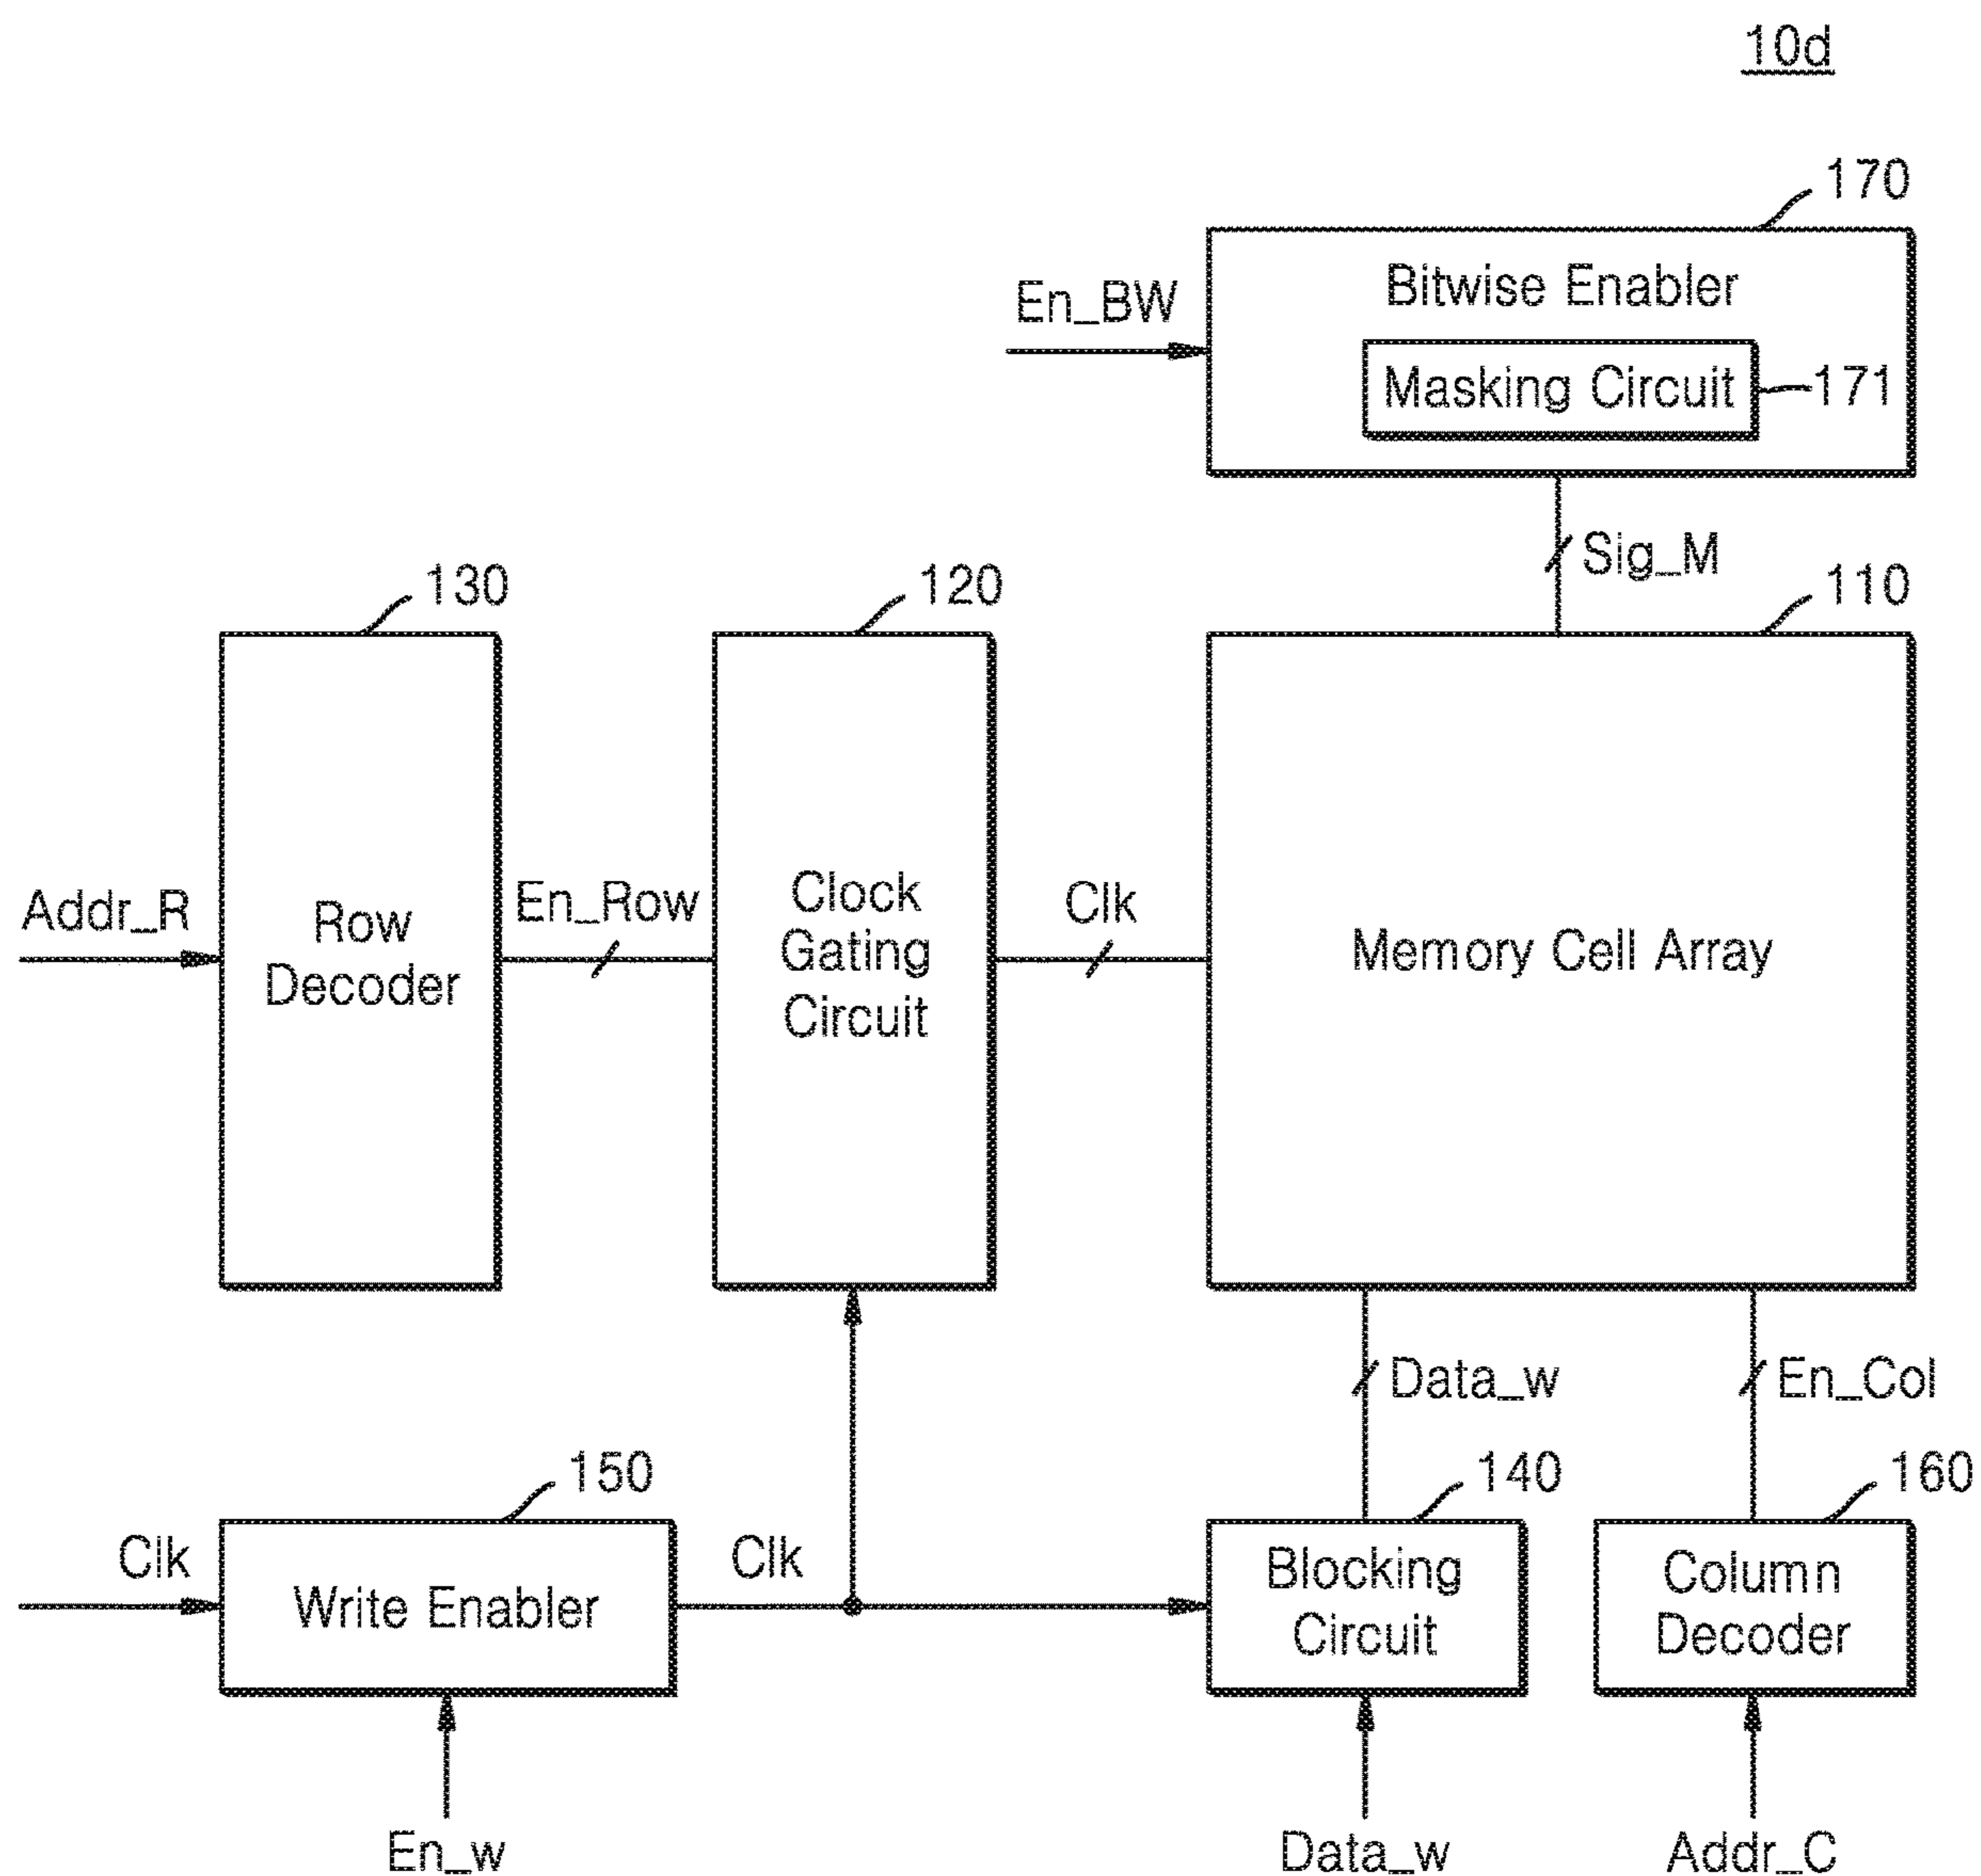 10d
170
Bitwise Enabler
En_BW
Masking Circuit
171
Sig_M
130
120
110
Addr_R
Row
Decoder
En_Row
Clock
Gating
Circuit
Clk
Memory Cell Array
Data_w
En_Col
150
140
160
Clk
Write Enabler
Clk
Blocking
Circuit
Column
Decoder
En_w
Data_w
Addr_C